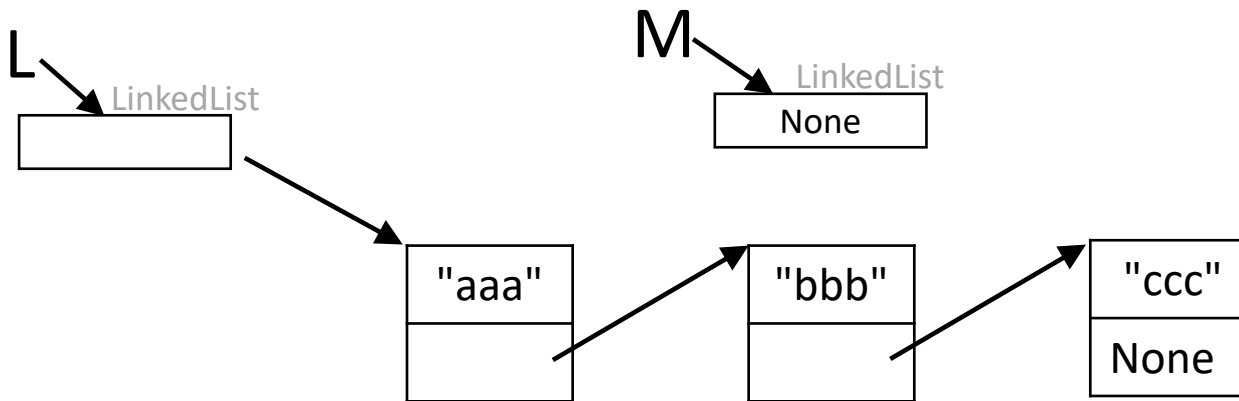 L
LinkedList
M
LinkedList
None
"aaa"
"bbb"
"ccc"
None